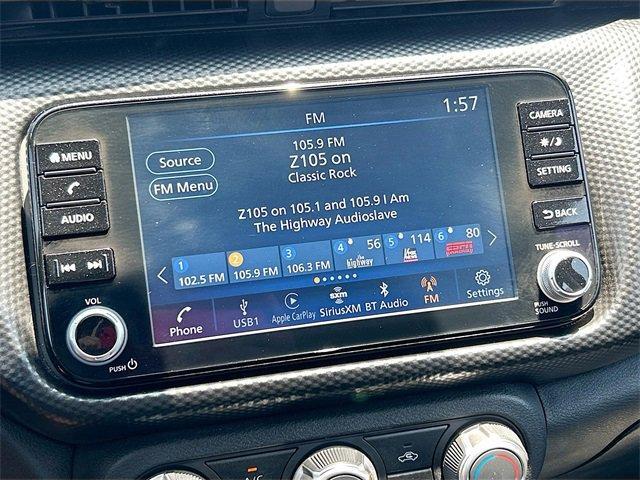 FM
1:57
105.9 FM
Z105 on
Classic Rock
Source
FM Menu
Z105 on 105.1 and 105.9 I Am
The Highway Audioslave
1 102.5 FM
2 105.9 FM
3 106.3 FM
4 56
the highway
5 114
6 80
Phone
USB1
Apple CarPlay
sxm
SiriusXM
BT Audio
FM
Settings
MENU
AUDIO
VOL
PUSH
CAMERA
SETTING
BACK
TUNE·SCROLL
PUSH
SOUND
A/C